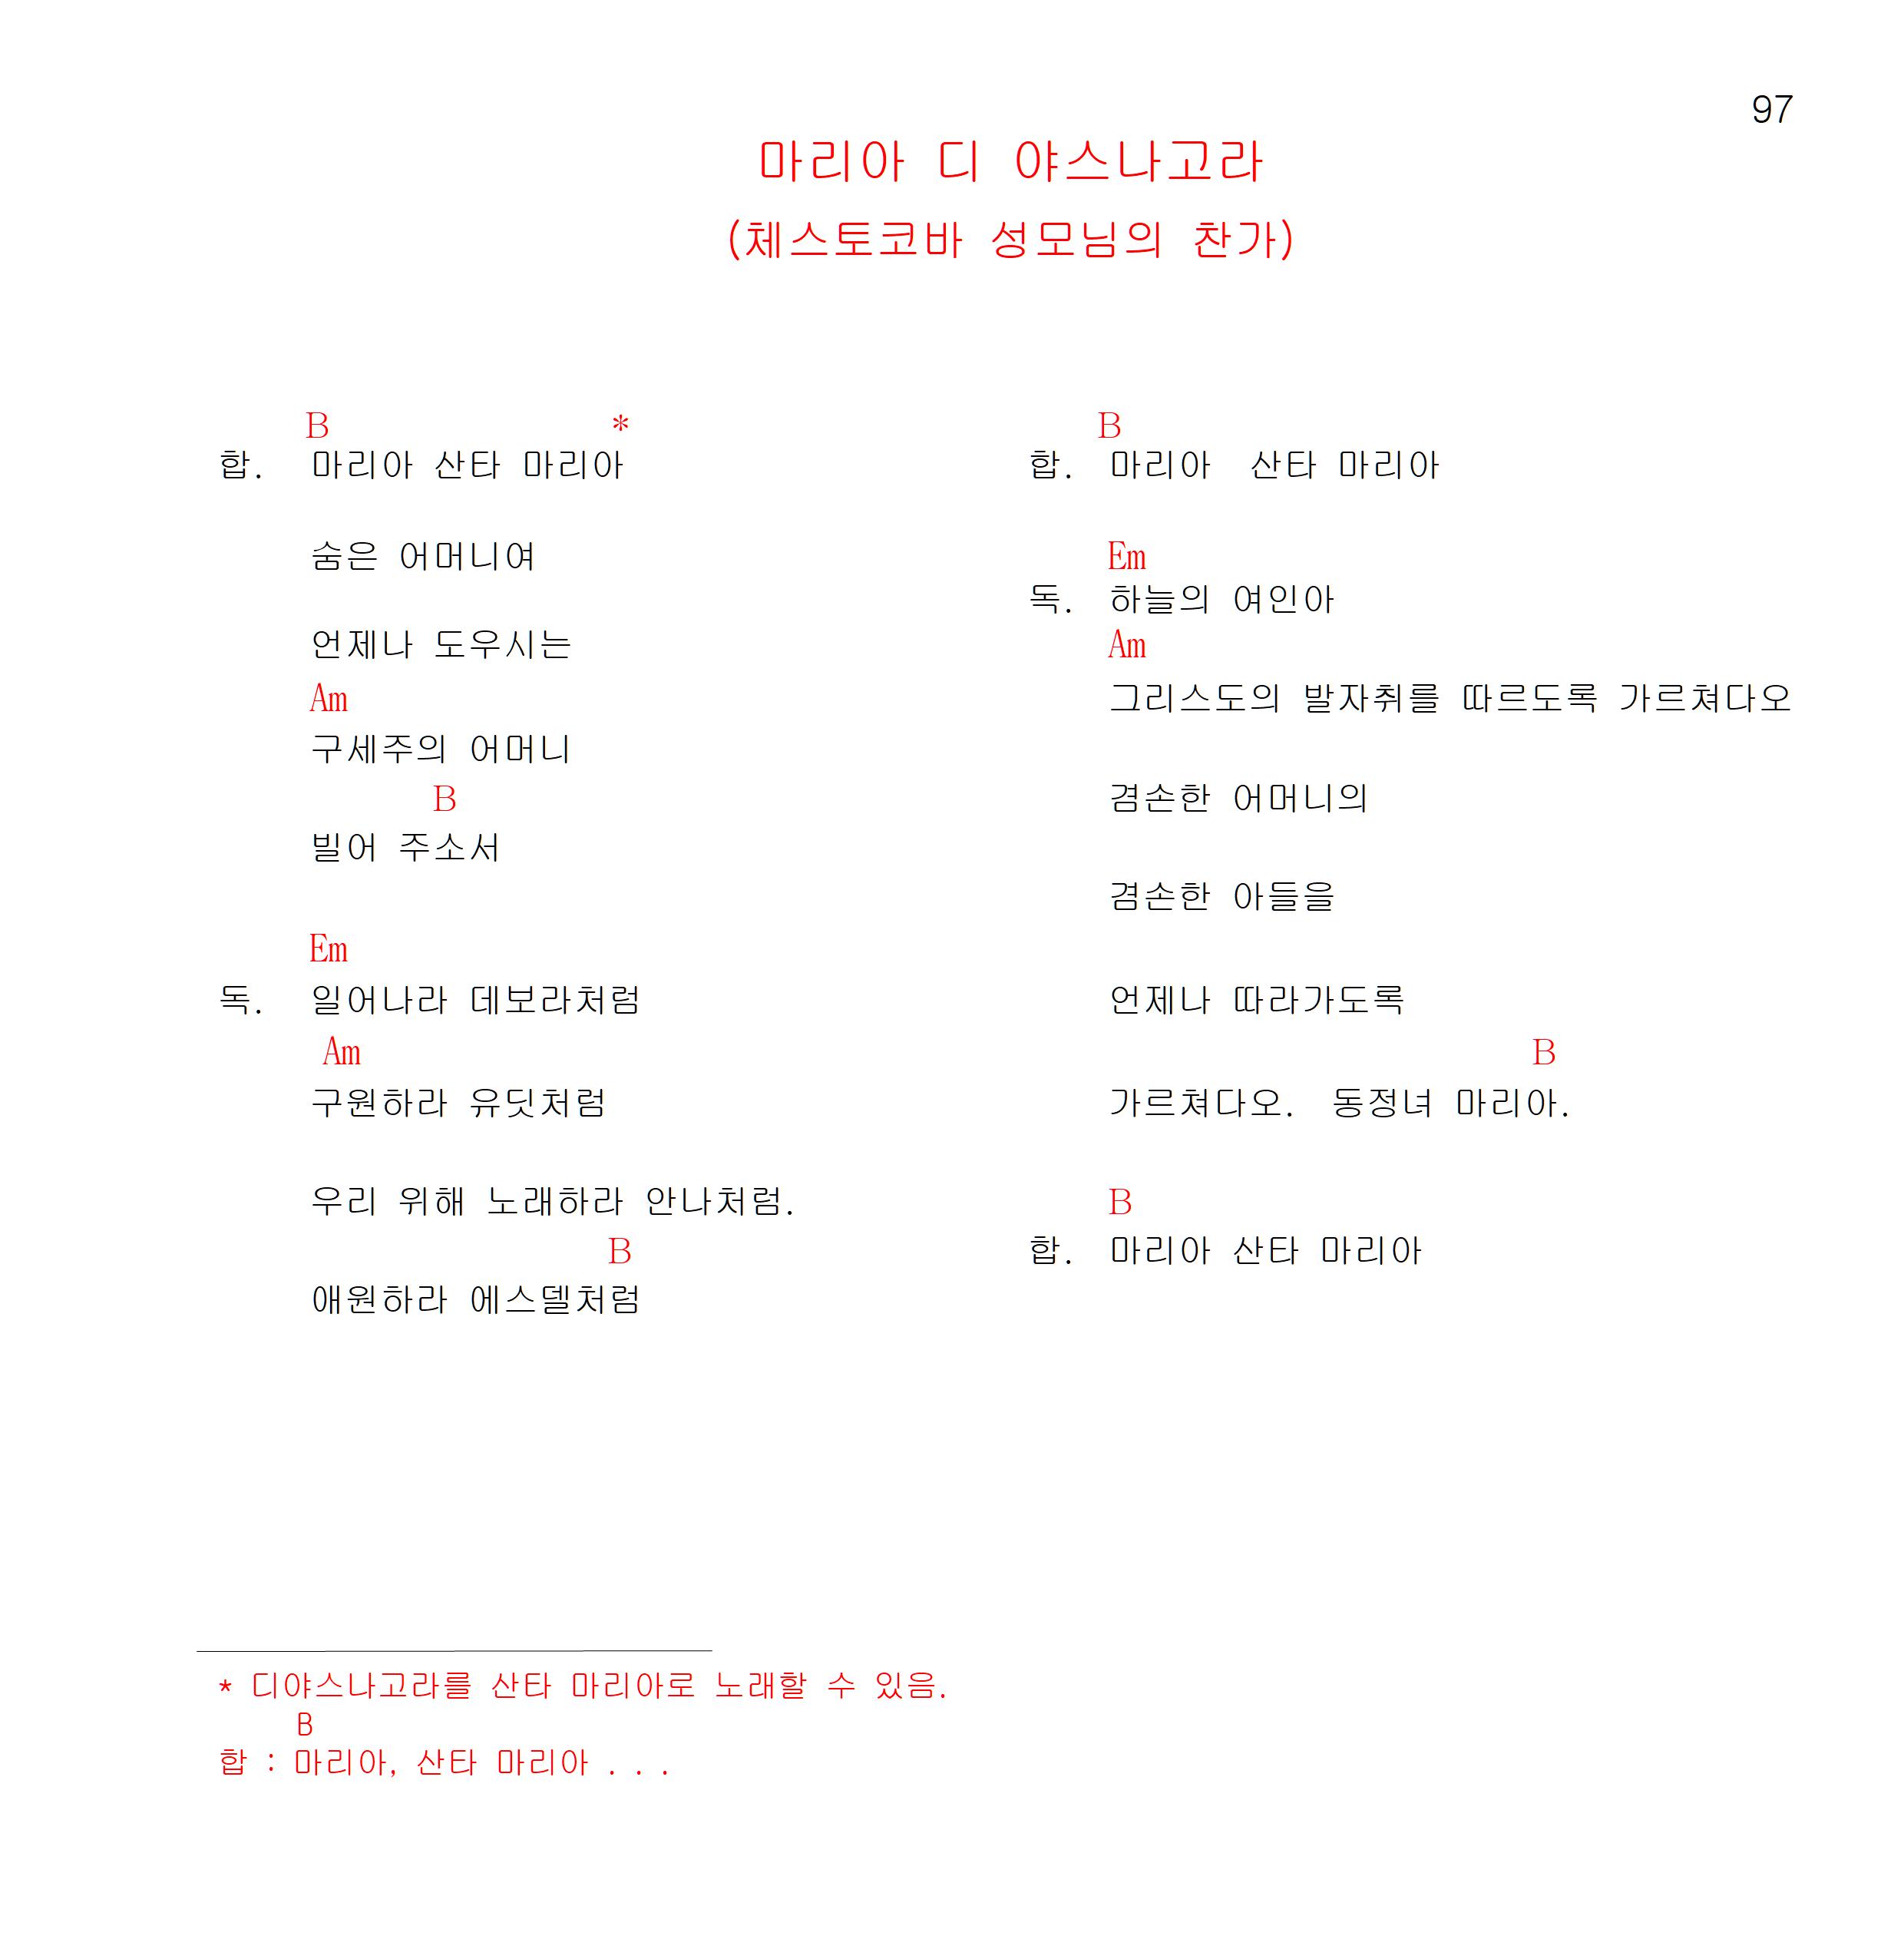 97
마리아 디 야스나고라
(체스토코바 성모님의 찬가)
B *
합. 마리아 산타 마리아
숨은 어머니여
언제나 도우시는
Am
구세주의 어머니
B
빌어 주소서
Em
독. 일어나라 데보라처럼
Am
구원하라 유딧처럼
우리 위해 노래하라 안나처럼.
B
애원하라 에스델처럼
B
합. 마리아 산타 마리아
Em
독. 하늘의 여인아
Am
그리스도의 발자취를 따르도록 가르쳐다오
겸손한 어머니의
겸손한 아들을
언제나 따라가도록
B
가르쳐다오. 동정녀 마리아.
B
합. 마리아 산타 마리아
* 디야스나고라를 산타 마리아로 노래할 수 있음.
B
합 : 마리아, 산타 마리아 . . .